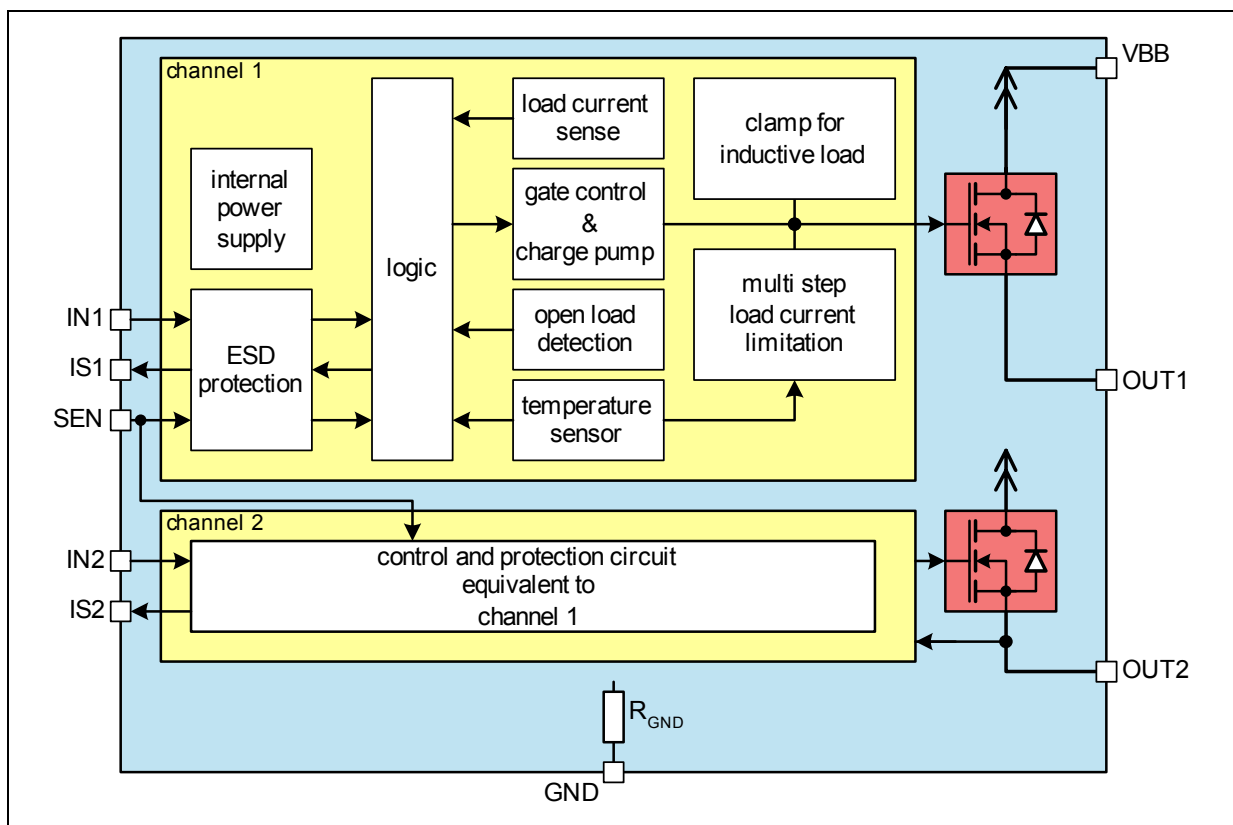 channel 1
VBB
internal
power
supply
logic
load current
sense
clamp for
inductive load
gate control
&
charge pump
open load
detection
multi step
load current
limitation
temperature
sensor
ESD
protection
IN1
IS1
SEN
OUT1
channel 2
control and protection circuit
equivalent to
channel 1
IN2
IS2
OUT2
RGND
GND